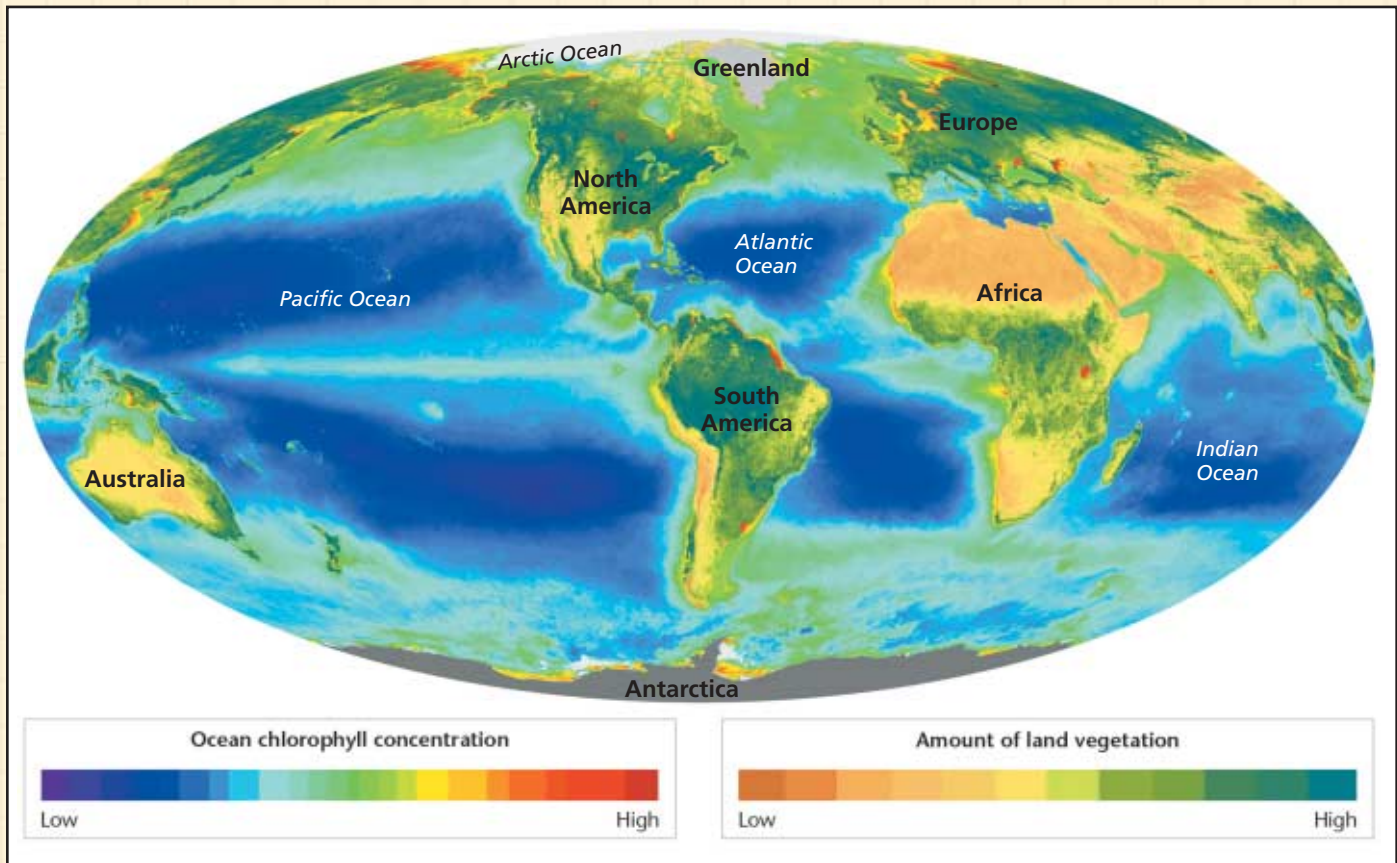 Arctic Ocean
Greenland
Europe
North
America
Atlantic
Ocean
Pacific Ocean
Africa
South
America
Australia
Indian
Ocean
Antarctica
Ocean chlorophyll concentration
Low
High
Amount of land vegetation
Low
High